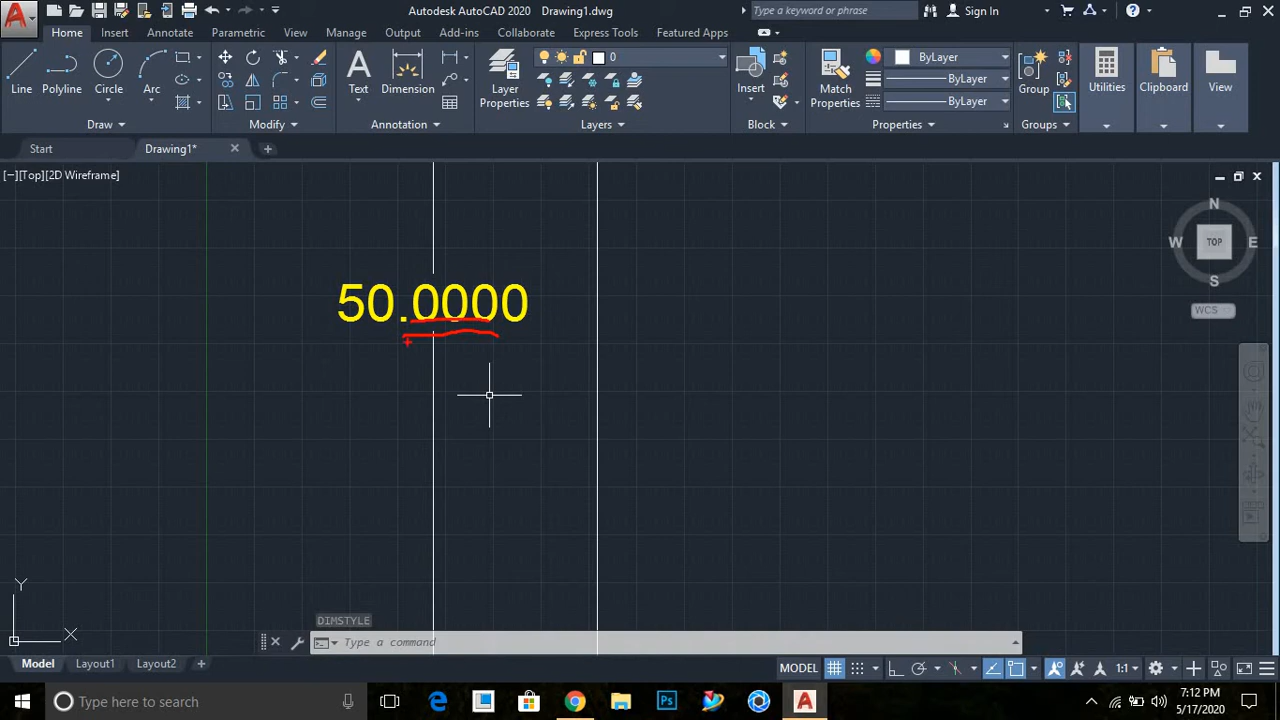 Autodesk AutoCAD 2020 Drawing1.dwg
Type a keyword or phrase
Sign In
Home Insert Annotate Parametric View Manage Output Add-ins Collaborate Express Tools Featured Apps
Line Polyline Circle Arc
Draw
Modify
Text Dimension
Annotation
Layer Properties
0
Layers
Insert
Block
Match Properties
ByLayer
ByLayer
ByLayer
Properties
Group
Groups
Utilities
Clipboard
View
Start Drawing1*
[−][Top][2D Wireframe]
N
W TOP E
S
WCS
50.0000
Y
X
DIMSTYLE
Type a command
Model Layout1 Layout2
MODEL 1:1
Type here to search
7:12 PM
5/17/2020